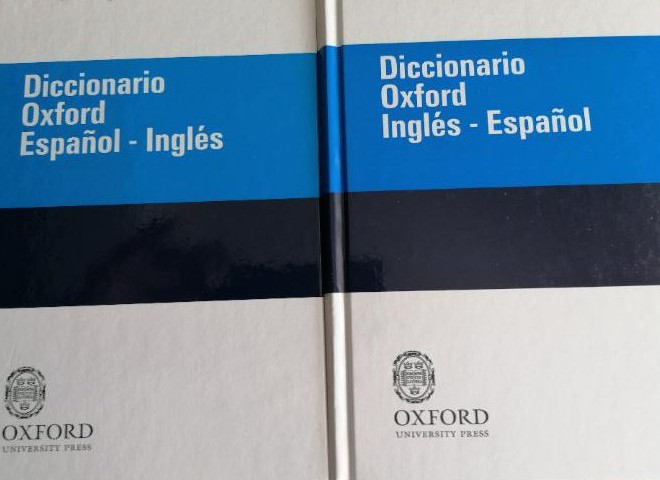 Diccionario
Oxford
Español - Inglés
OXFORD
UNIVERSITY PRESS
Diccionario
Oxford
Inglés - Español
OXFORD
UNIVERSITY PRESS